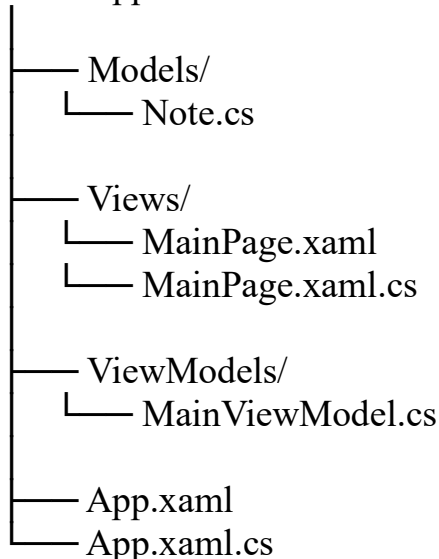 Models/
Note.cs
Views/
MainPage.xaml
MainPage.xaml.cs
ViewModels/
MainViewModel.cs
App.xaml
App.xaml.cs